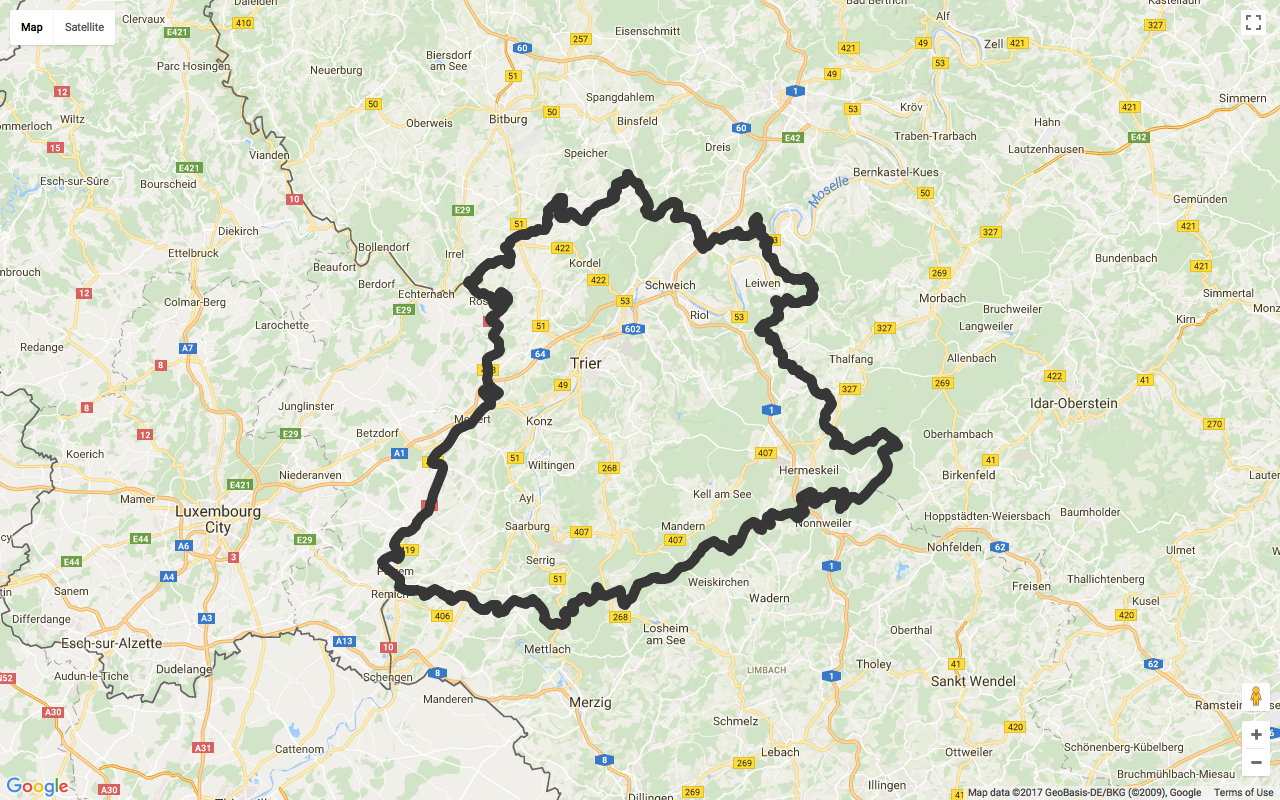 Map
Satellite
Clervaux
E421
410
Daleiden
257
Eisenschmitt
Bad Bertrich
Kastellaun
Alf
Zell
421
49
53
421
327
60
Biersdorf
am See
51
Neuerburg
Parc Hosingen
12
49
1
Wiltz
15
50
50
Bitburg
Spangdahlem
Binsfeld
Kröv
53
421
Simmern
Oberweis
60
E42
Traben-Trarbach
Hahn
E42
Lautzenhausen
Vianden
Speicher
Dreis
E421
Esch-sur-Sûre
Bourscheid
Bernkastel-Kues
50
Moselle
10
E29
51
Gemünden
421
327
Diekirch
Bollendorf
Ettelbruck
Irrel
422
Bundenbach
421
Beaufort
Berdorf
Kordel
422
269
Echternach
E29
Schweich
Leiwen
Morbach
12
Colmar-Berg
53
Riol
53
Bruchweiler
Simmertal
41
Kirn
Larochette
51
602
327
Langweiler
Redange
A7
64
Trier
Thalfang
Allenbach
8
49
327
269
422
41
8
Junglinster
Konz
1
Idar-Oberstein
270
12
E29
Betzdorf
Oberhambach
Koerich
A1
51
Wiltingen
268
407
Hermeskeil
41
Birkenfeld
Niederanven
E421
Mamer
Luxembourg
City
Ayl
Kell am See
Nonnweiler
Hoppstädten-Weiersbach
Baumholder
Saarburg
407
Mandern
407
E44
E44
A6
E29
3
Nohfelden
62
Ulmet
Serrig
51
Weiskirchen
1
Freisen
Thallichtenberg
A4
Sanem
Remich
406
268
Wadern
Kusel
420
Differdange
A3
Losheim
am See
Oberthal
Esch-sur-Alzette
A13
10
Mettlach
Dudelange
8
Schengen
LIMBACH
Tholey
41
62
Audun-le-Tiche
Manderen
1
Sankt Wendel
A30
Merzig
Schmelz
420
A31
Cattenom
Lebach
Ottweiler
Schönenberg-Kübelberg
8
269
Bruchmühlbach-Miesau
A30
Dillingen
Illingen
41
Google
Map data ©2017 GeoBasis-DE/BKG (©2009), Google
Terms of Use